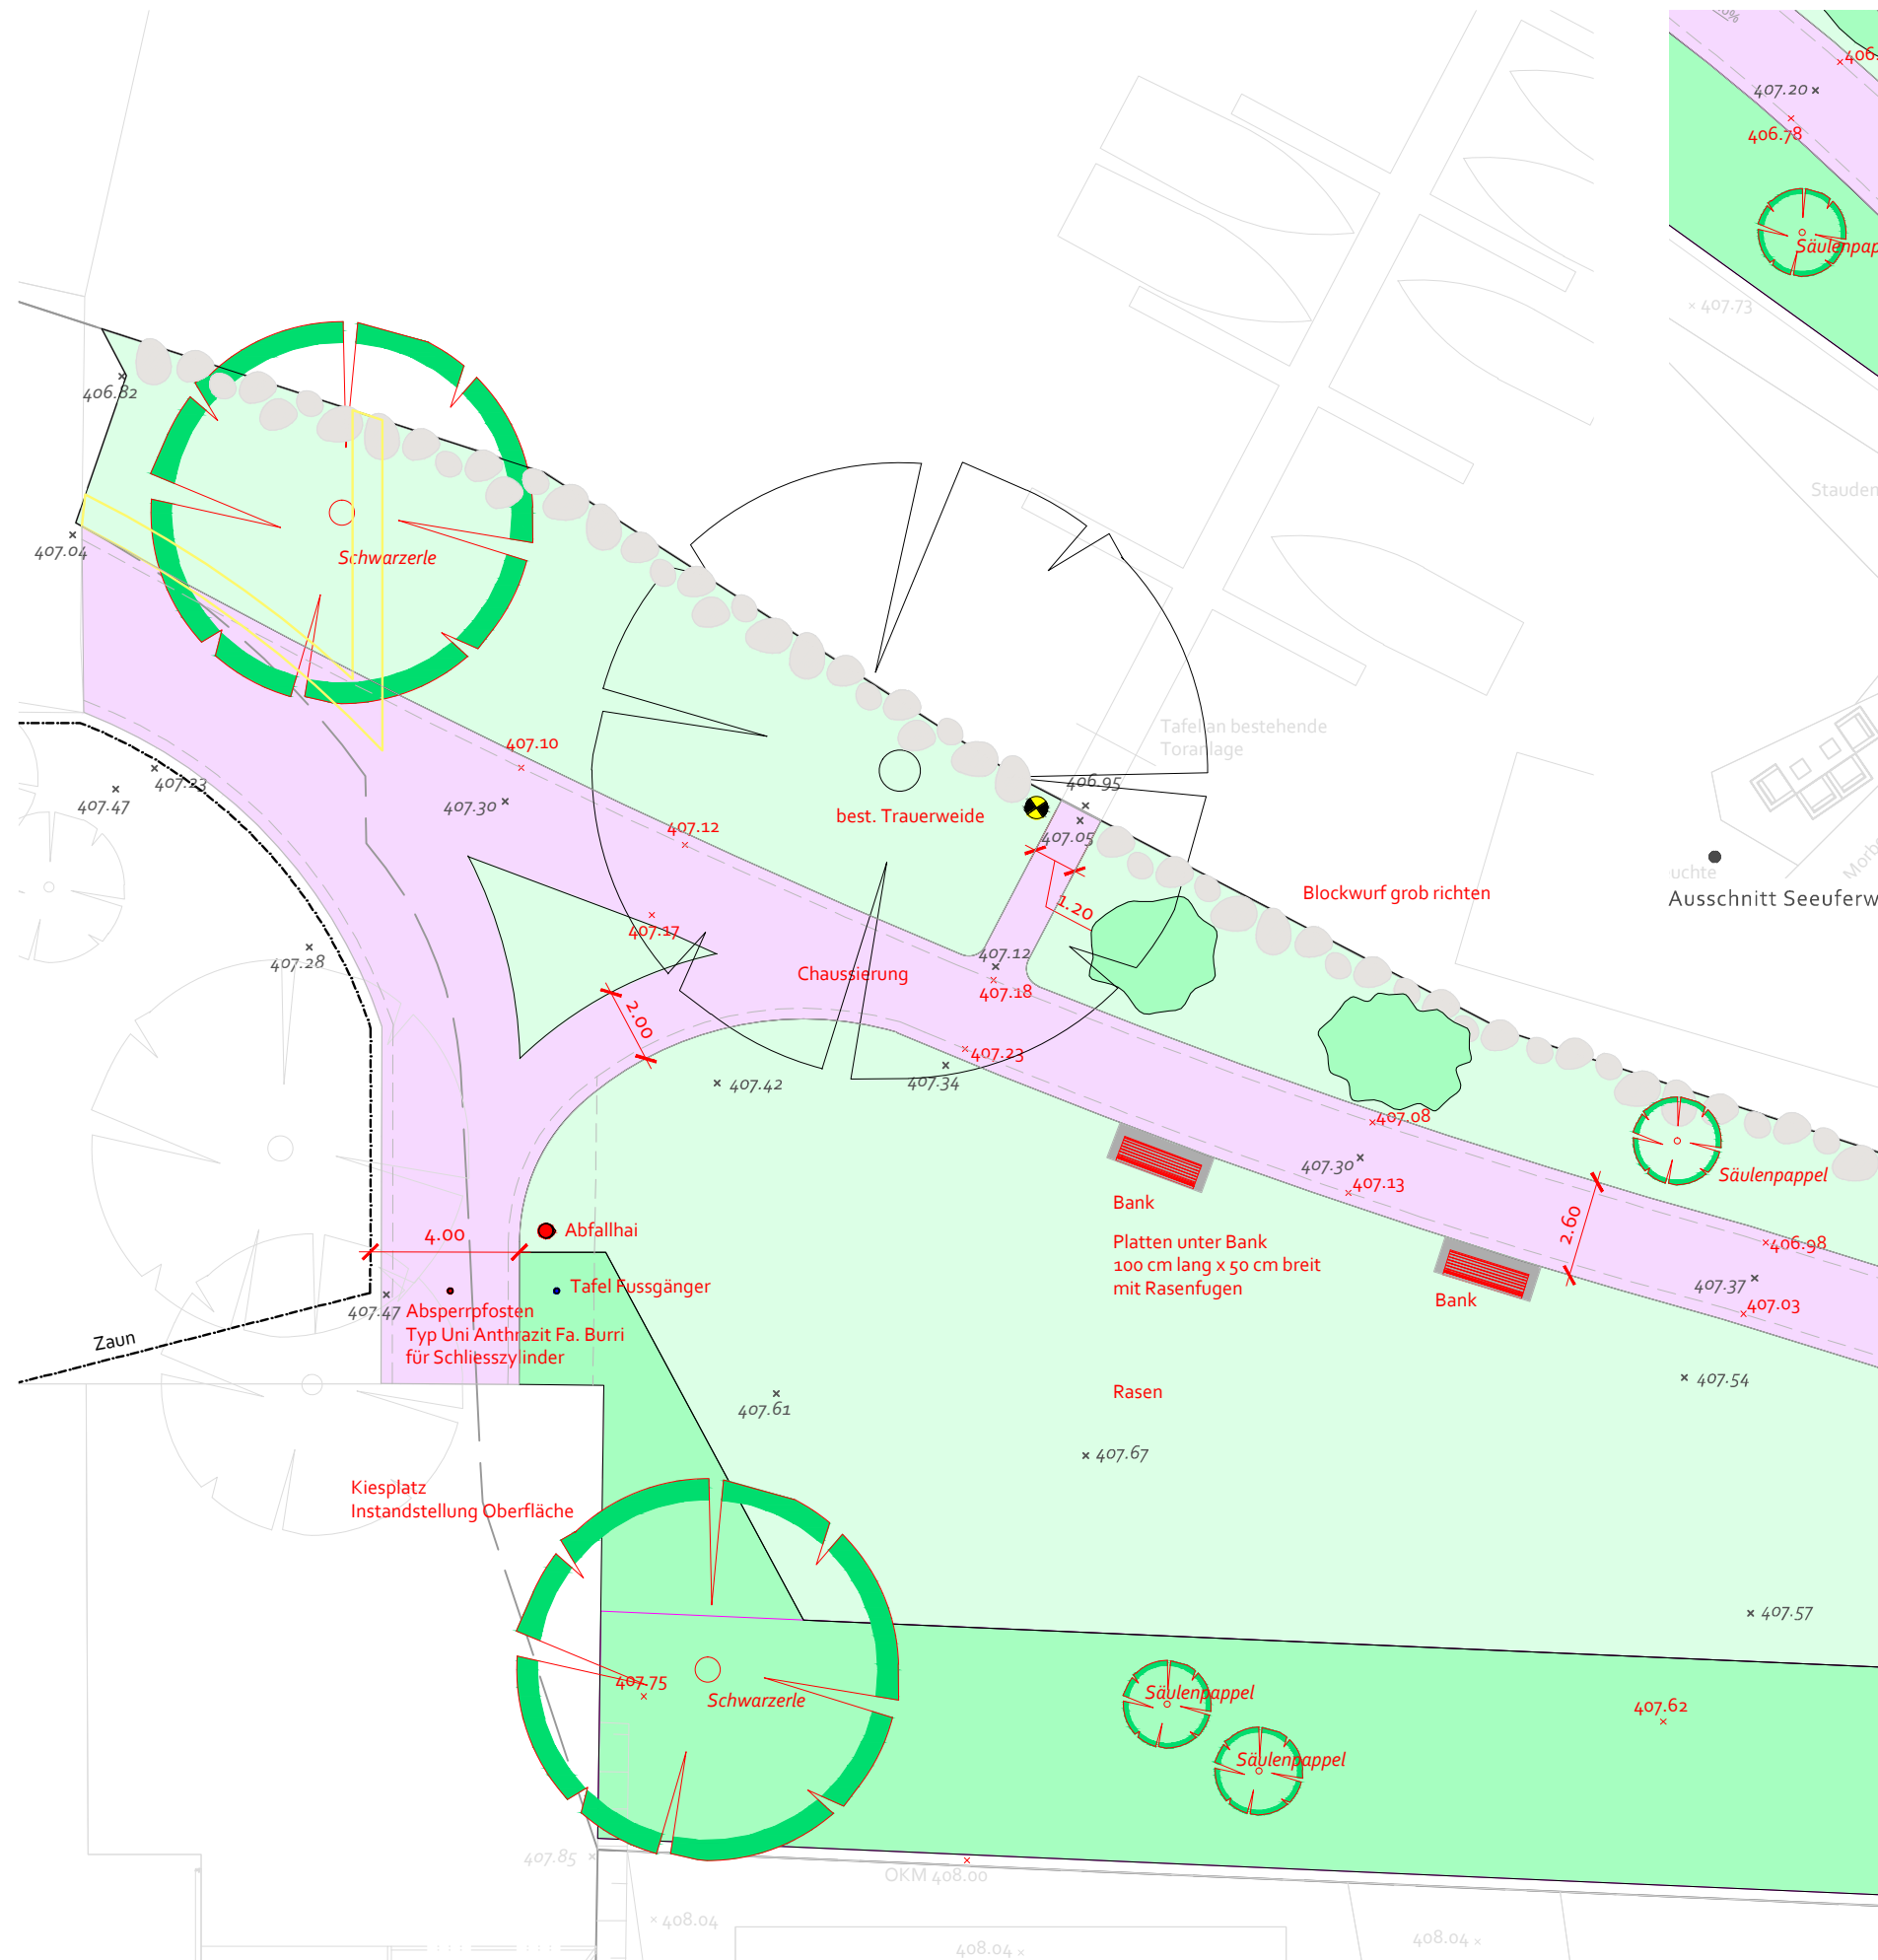 406.
407.20
406.78
Säulenpap
407.73
406.82
Stauden
407.04
Schwarzerle
Tafel an bestehende
Toranlage
407.10
407.23
406.95
407.47
407.30
best. Trauerweide
407.12
407.05
uchte
Ausschnitt Seeuferw
Blockwurf grob richten
1.20
407.17
407.28
407.12
Chaussierung
407.18
2.00
407.23
407.42
407.34
407.08
407.30
407.13
Säulenpappel
Bank
4.00
Abfallhai
2.60
Platten unter Bank
100 cm lang x 50 cm breit
mit Rasenfugen
406.98
Tafel Fussgänger
407.37
407.03
Bank
407.47
Absperrpfosten
Typ Uni Anthrazit Fa. Burri
für Schliesszylinder
Zaun
407.54
Rasen
407.61
407.67
Kiesplatz
Instandstellung Oberfläche
407.57
407.75
Schwarzerle
Säulenpappel
407.62
Säulenpappel
407.85
OKM 408.00
408.04
408.04
408.04